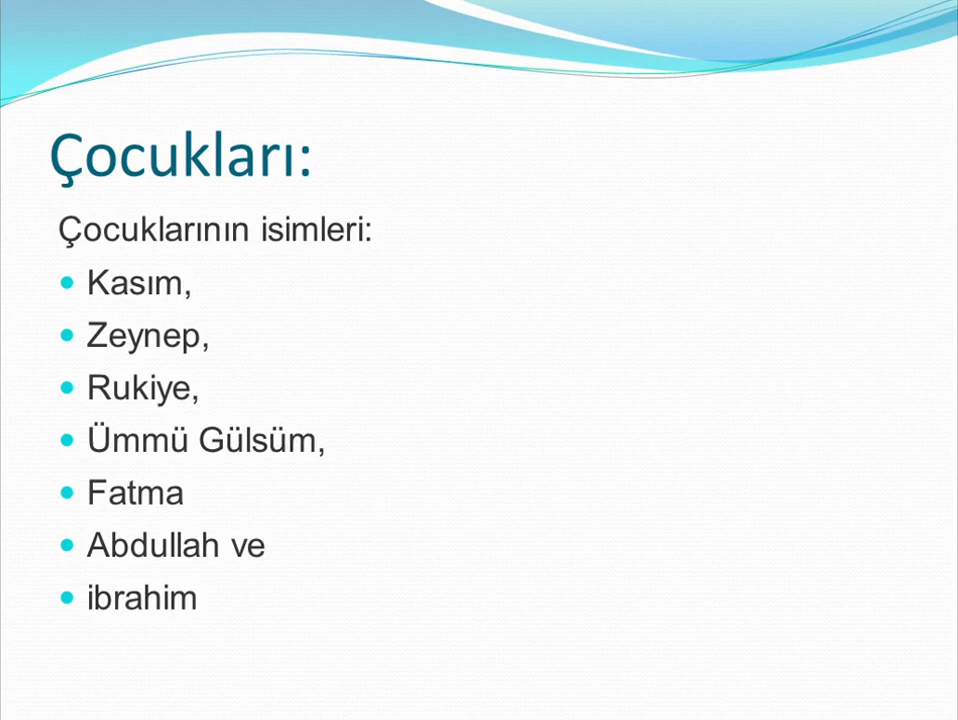 Çocukları:
Çocuklarının isimleri:
Kasım,
Zeynep,
Rukiye,
Ümmü Gülsüm,
Fatma
Abdullah ve
ibrahim